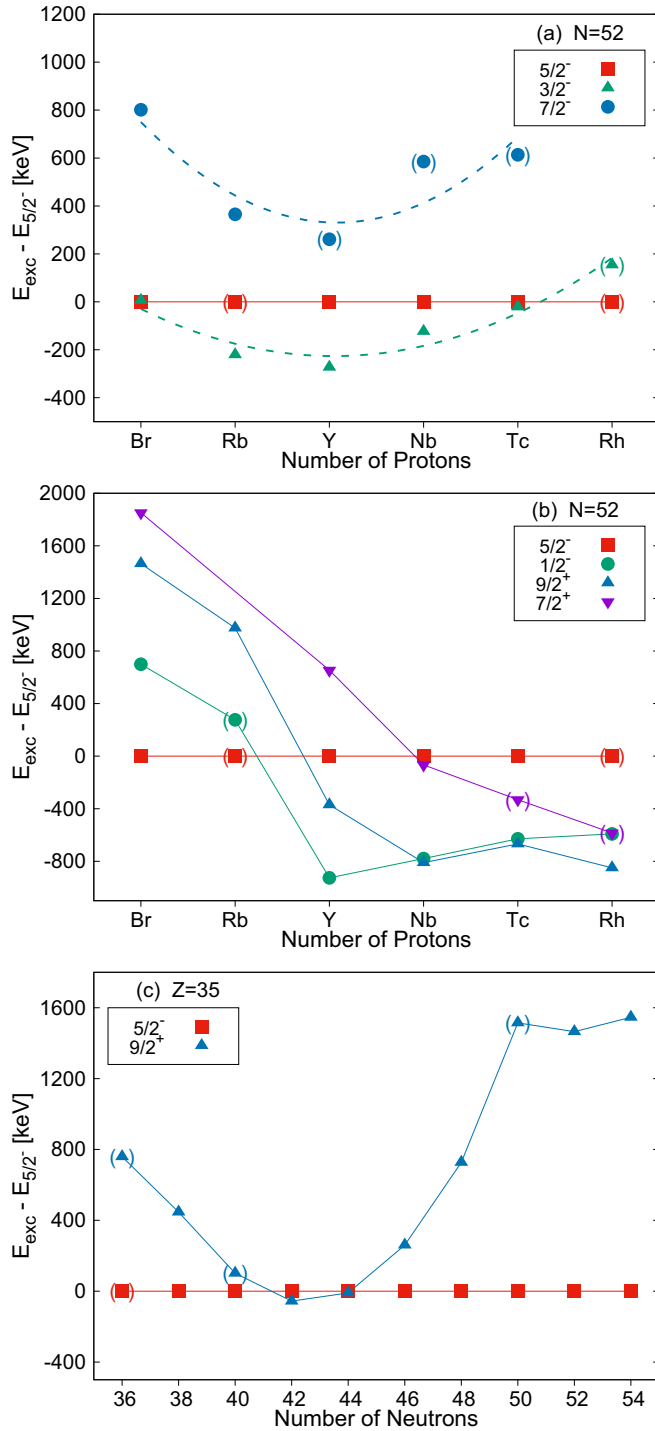 (a) N=52
5/2-
3/2-
7/2-
1200
1000
800
600
400
200
0
-200
-400
E_exc - E_5/2- [keV]
Br Rb Y Nb Tc Rh
Number of Protons
(b) N=52
5/2-
1/2-
9/2+
7/2+
2000
1600
1200
800
400
0
-400
-800
E_exc - E_5/2- [keV]
Br Rb Y Nb Tc Rh
Number of Protons
(c) Z=35
5/2-
9/2+
1600
1200
800
400
0
-400
E_exc - E_5/2- [keV]
36 38 40 42 44 46 48 50 52 54
Number of Neutrons